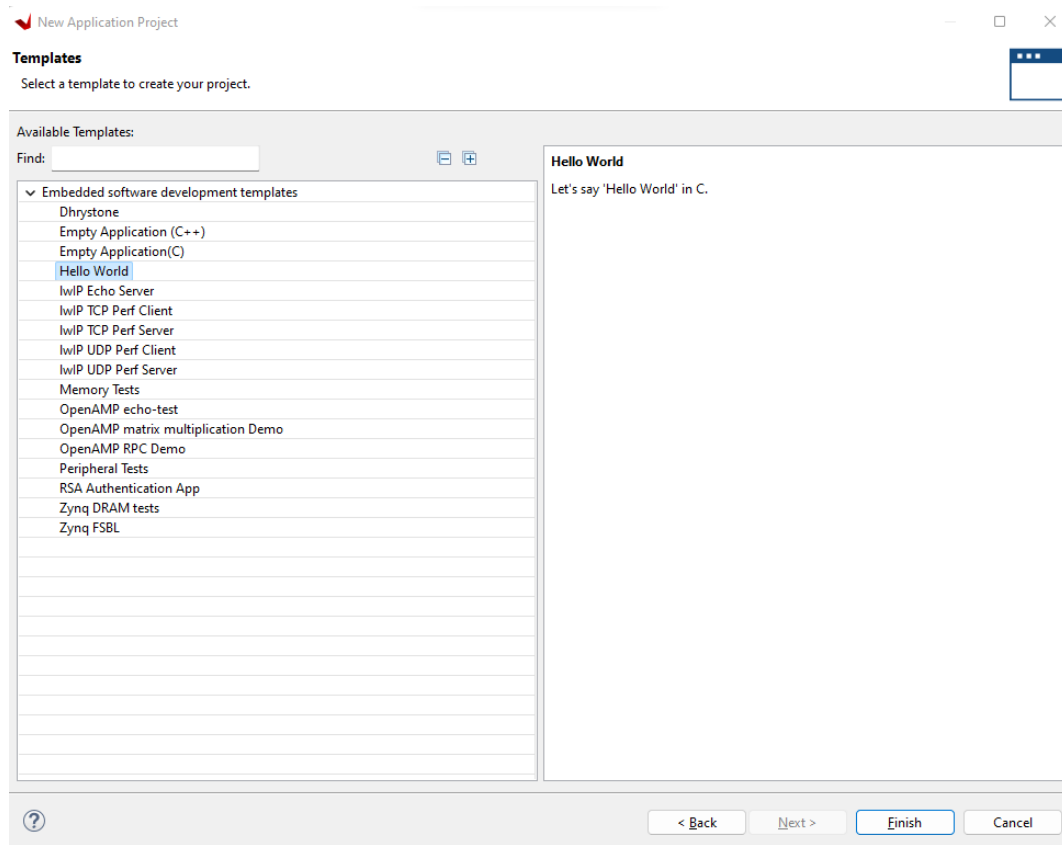 New Application Project
Templates
Select a template to create your project.
Available Templates:
Find:
Embedded software development templates
Dhrystone
Empty Application (C++)
Empty Application(C)
Hello World
lwIP Echo Server
lwIP TCP Perf Client
lwIP TCP Perf Server
lwIP UDP Perf Client
lwIP UDP Perf Server
Memory Tests
OpenAMP echo-test
OpenAMP matrix multiplication Demo
OpenAMP RPC Demo
Peripheral Tests
RSA Authentication App
Zynq DRAM tests
Zynq FSBL
Hello World
Let's say 'Hello World' in C.
< Back Next > Finish Cancel